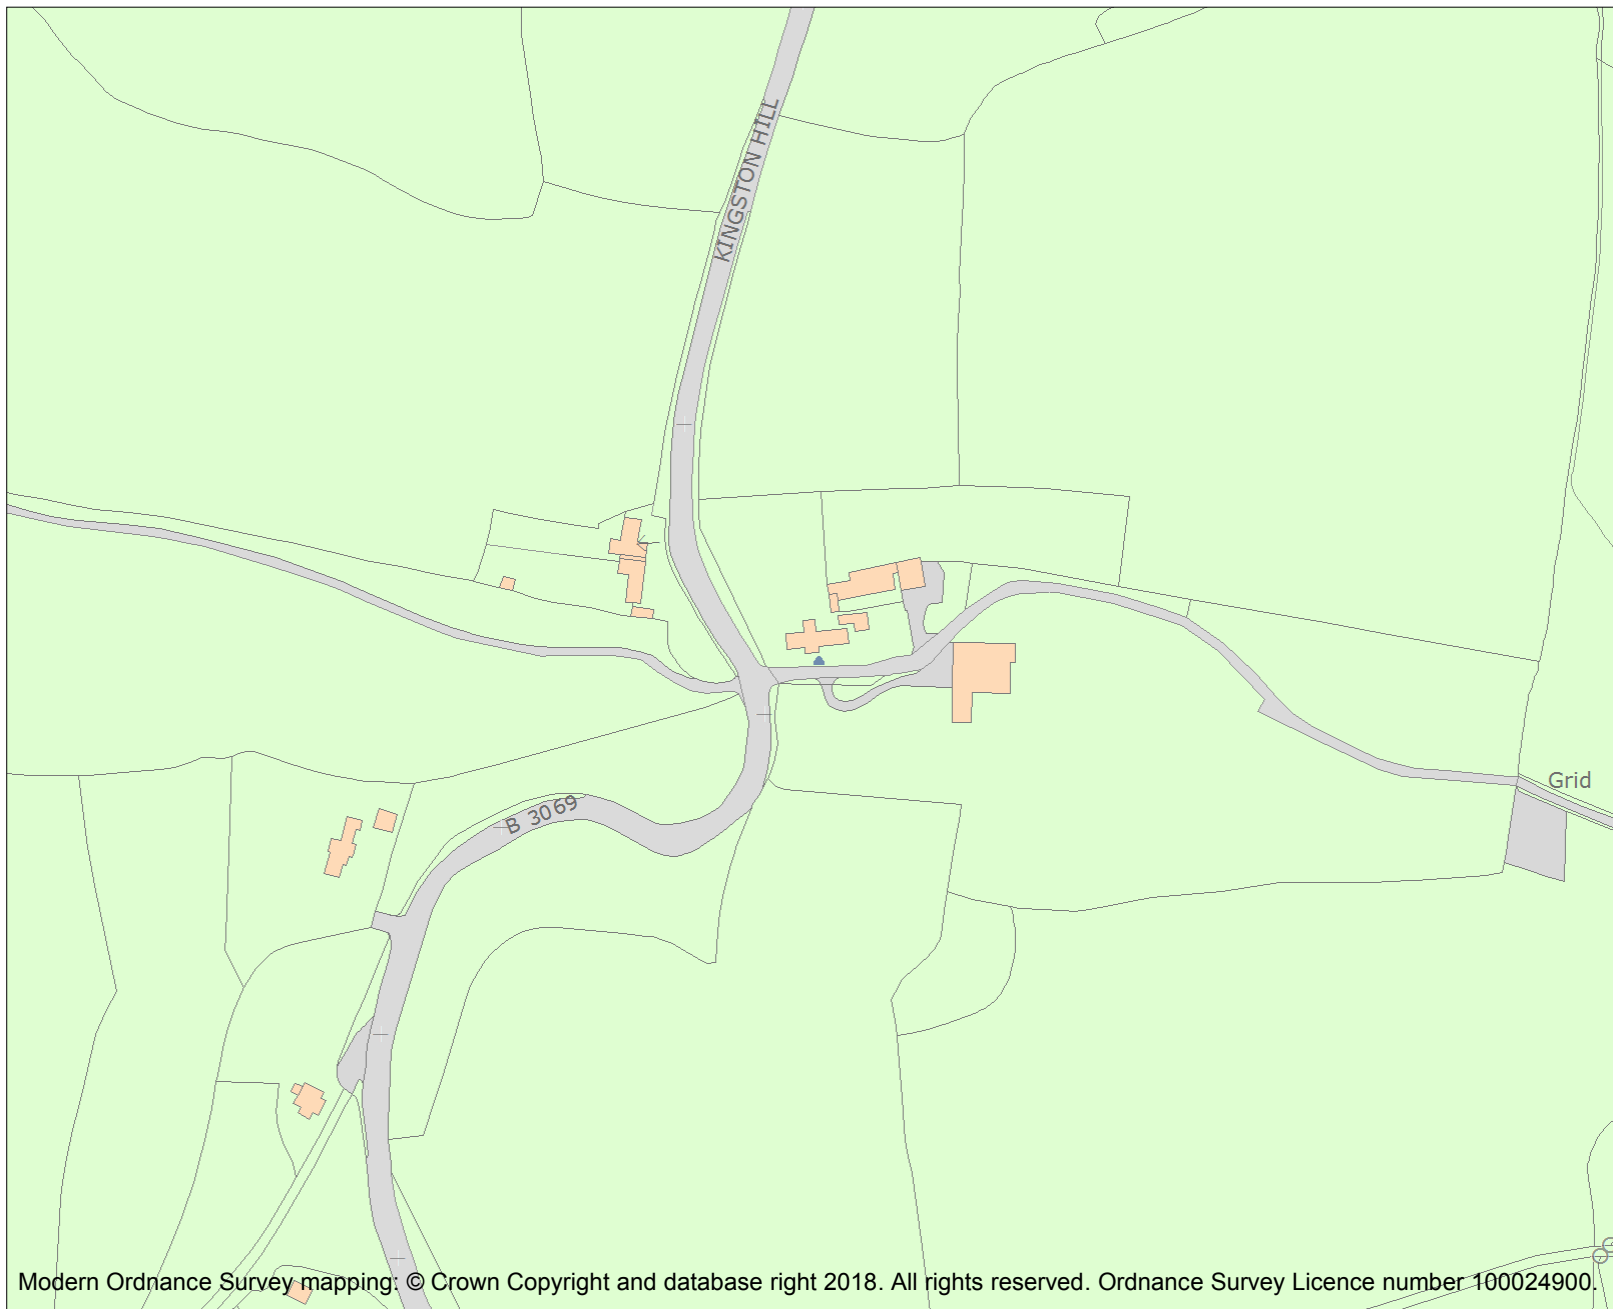 KINGSTON HILL
Grid
B 3069
Modern Ordnance Survey mapping: © Crown Copyright and database right 2018. All rights reserved. Ordnance Survey Licence number 100024900.